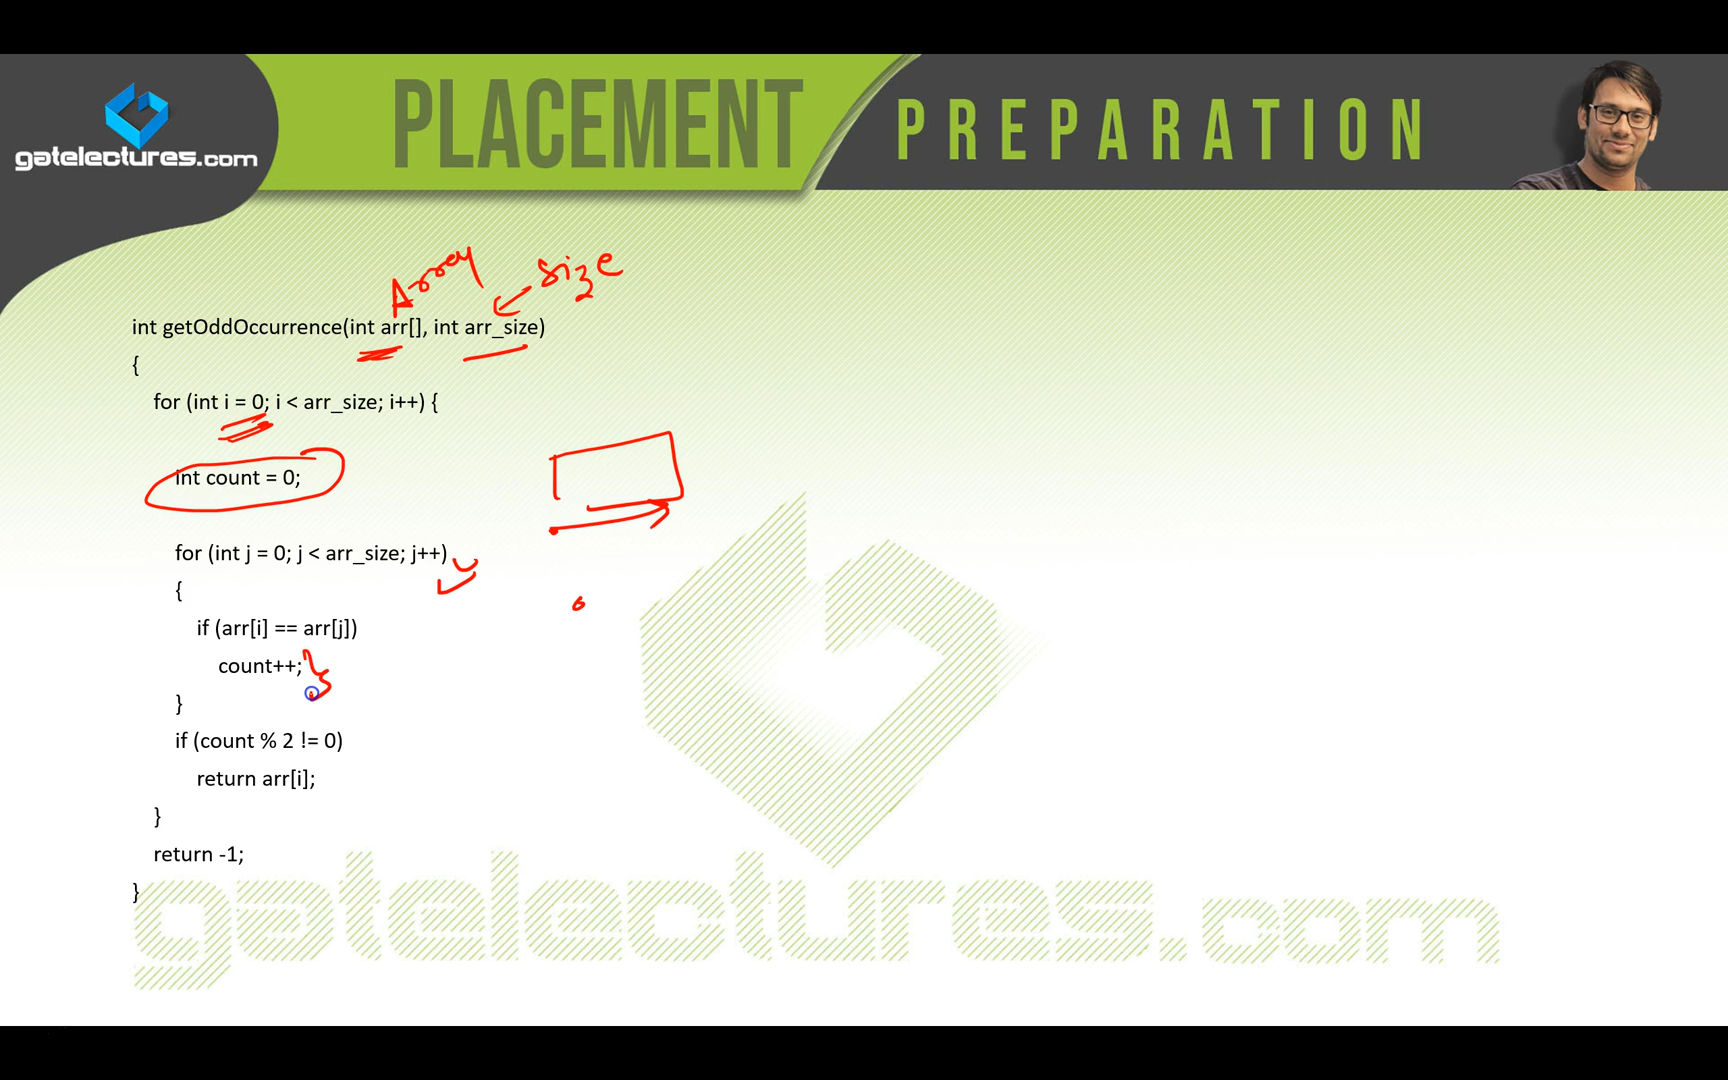 gatelectures.com
PLACEMENT PREPARATION
Array
size
int getOddOccurrence(int arr[], int arr_size)
{
for (int i = 0; i < arr_size; i++) {
int count = 0;
for (int j = 0; j < arr_size; j++)
{
if (arr[i] == arr[j])
count++;
}
if (count % 2 != 0)
return arr[i];
}
return -1;
}
gatelectures.com